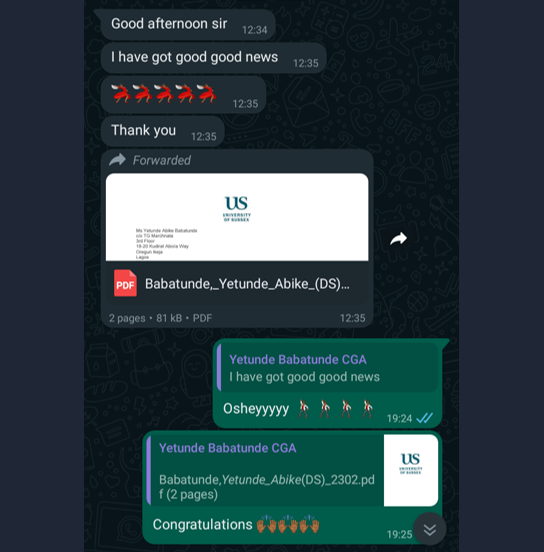 Good afternoon sir 12:34
I have got good good news 12:35
💃💃💃💃💃 12:35
Thank you 12:35
Forwarded
US
UNIVERSITY
OF SUSSEX
Ms Yetunde Abike Babatunde
c/o TG Marchnata
3rd Floor
18-20 Kudirat Abiola Way
Oregun Ikeja
Lagos
PDF Babatunde,_Yetunde_Abike_(DS)...
2 pages • 81 kB • PDF 12:35
Yetunde Babatunde CGA
I have got good good news
Osheyyyyy 19:24
Yetunde Babatunde CGA
Babatunde,Yetunde_Abike(DS)_2302.pd
f (2 pages)
US
UNIVERSITY
OF SUSSEX
Congratulations 🙌🏾🙌🏾🙌🏾🙌🏾 19:25